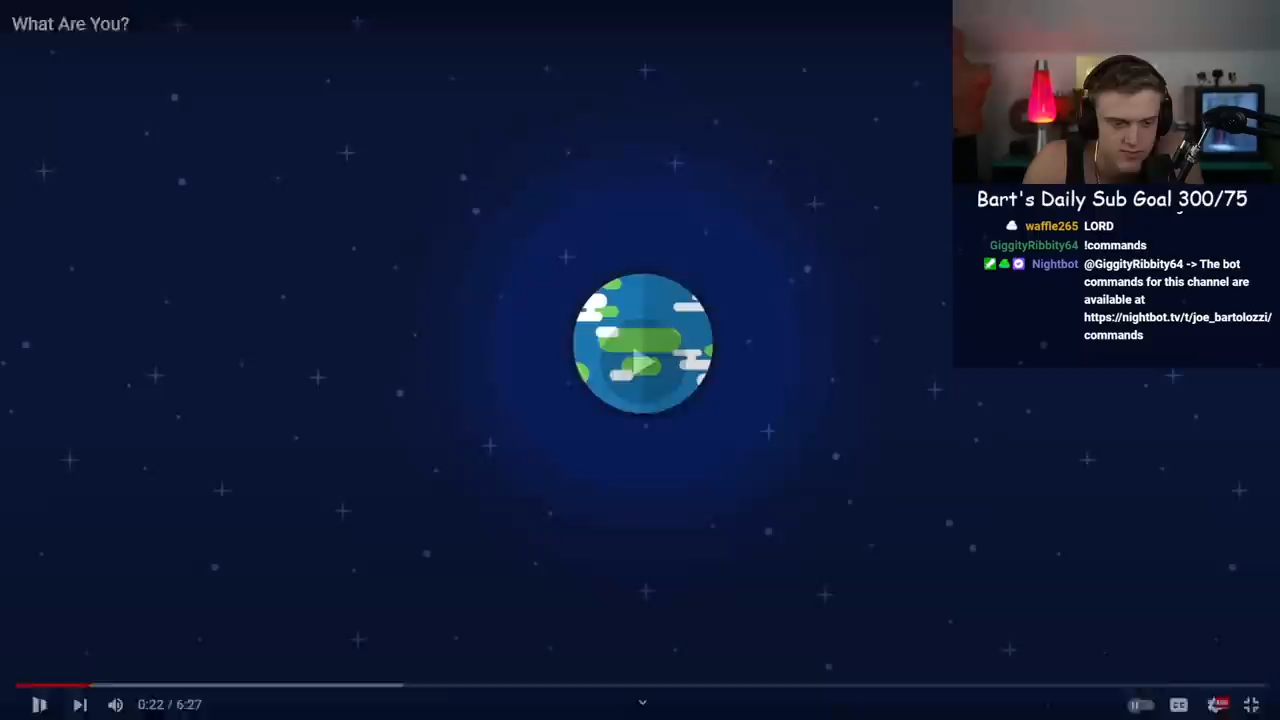 What Are You?
Bart's Daily Sub Goal 300/75
waffle265 LORD
GiggityRibbity64 !commands
Nightbot @GiggityRibbity64 -> The bot
commands for this channel are
available at
https://nightbot.tv/t/joe_bartolozzi/
commands
0:22 / 6:27
CC